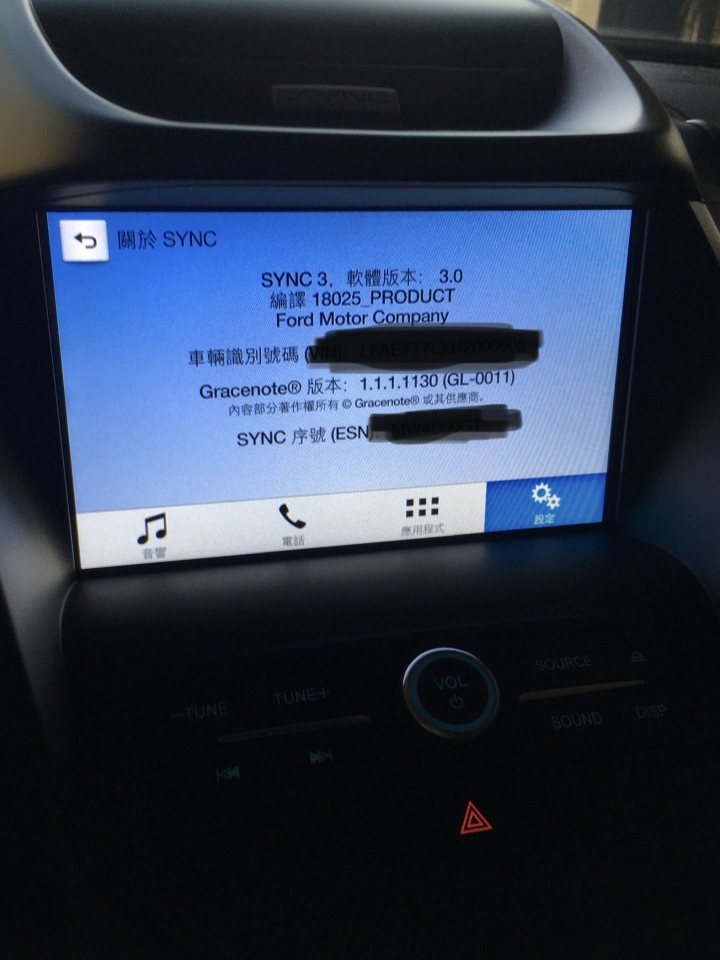 SYNC
關於 SYNC
SYNC 3, 軟體版本: 3.0
編譯 18025_PRODUCT
Ford Motor Company
車輛識別號碼 (VIN):
Gracenote® 版本: 1.1.1.1130 (GL-0011)
內容部分著作權所有 © Gracenote® 或其供應商。
SYNC 序號 (ESN)
音響 電話 應用程式 設定
VOL SOURCE
–TUNE TUNE+
SOUND DISP